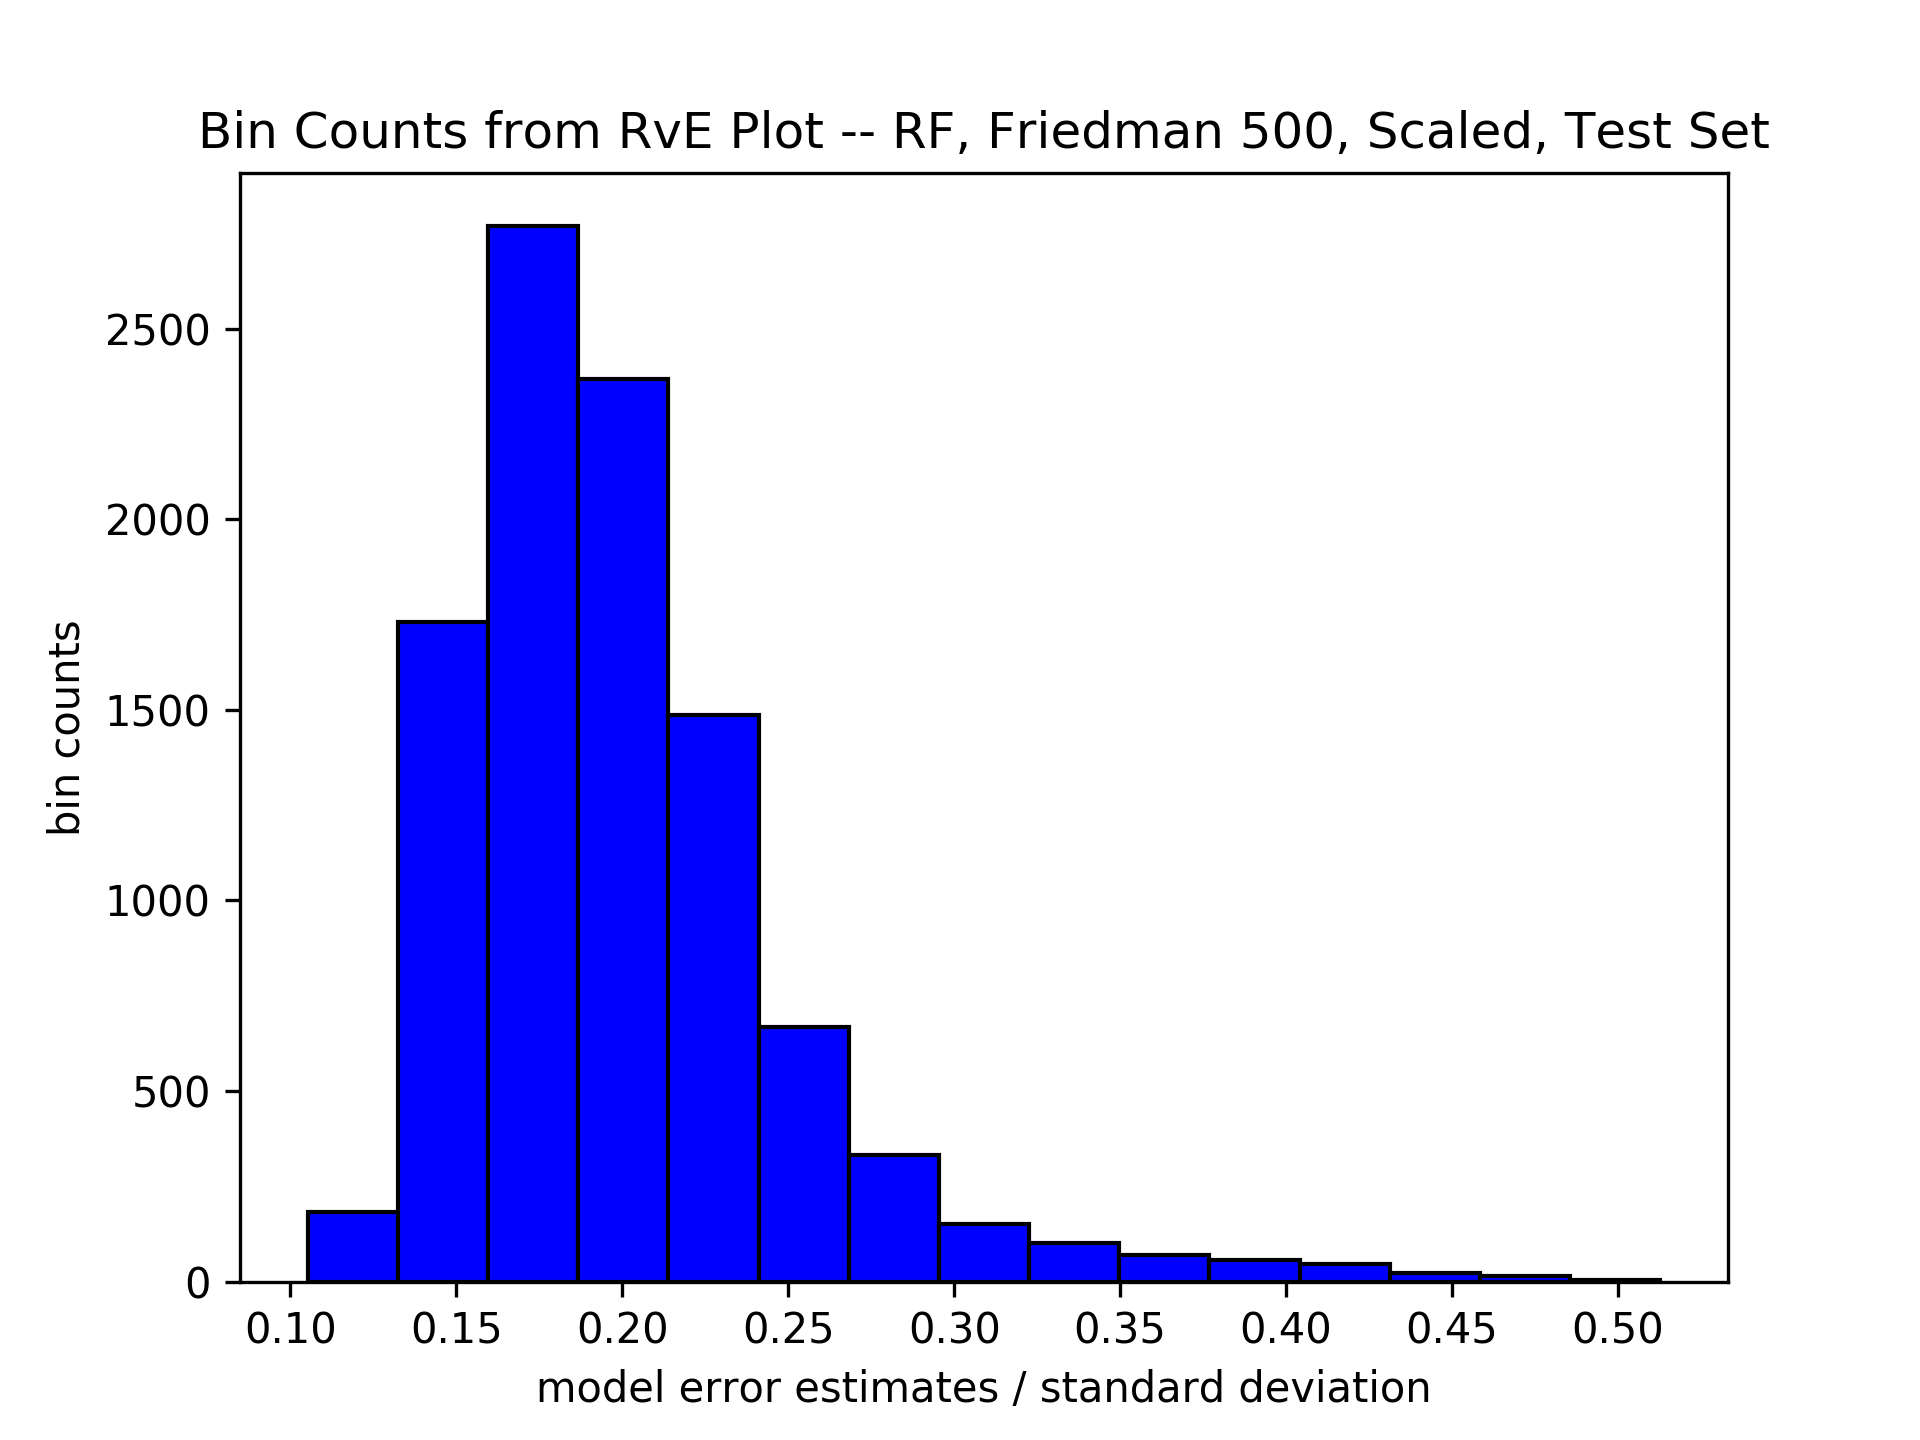 Bin Counts from RvE Plot -- RF, Friedman 500, Scaled, Test Set
bin counts
2500
2000
1500
1000
500
0
0.10 0.15 0.20 0.25 0.30 0.35 0.40 0.45 0.50
model error estimates / standard deviation